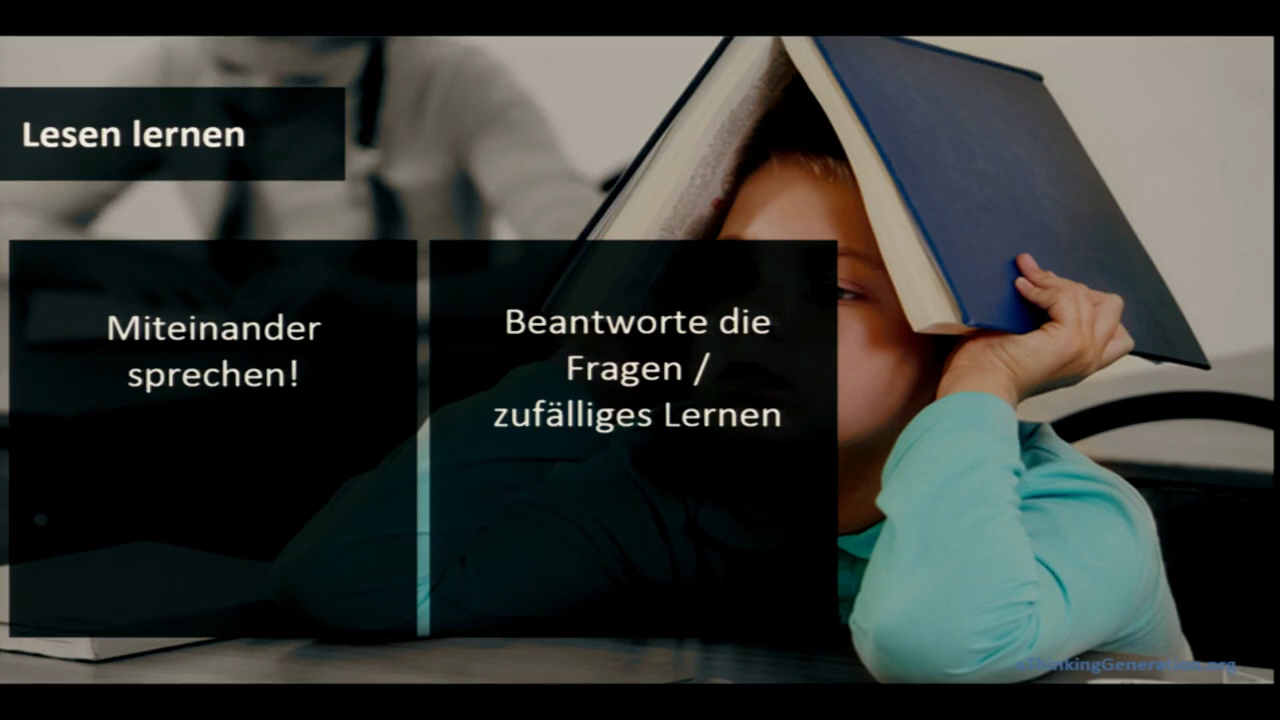 Lesen lernen
Miteinander
sprechen!
Beantworte die
Fragen /
zufälliges Lernen